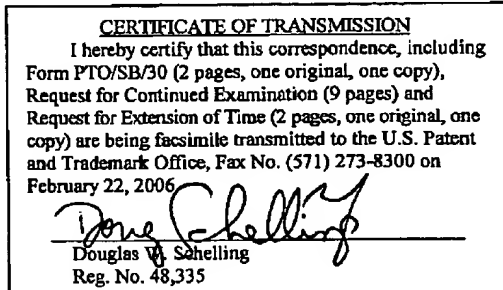 CERTIFICATE OF TRANSMISSION
I hereby certify that this correspondence, including
Form PTO/SB/30 (2 pages, one original, one copy),
Request for Continued Examination (9 pages) and
Request for Extension of Time (2 pages, one original, one
copy) are being facsimile transmitted to the U.S. Patent
and Trademark Office, Fax No. (571) 273-8300 on
February 22, 2006
Doug Schelling
Douglas W. Schelling
Reg. No. 48,335